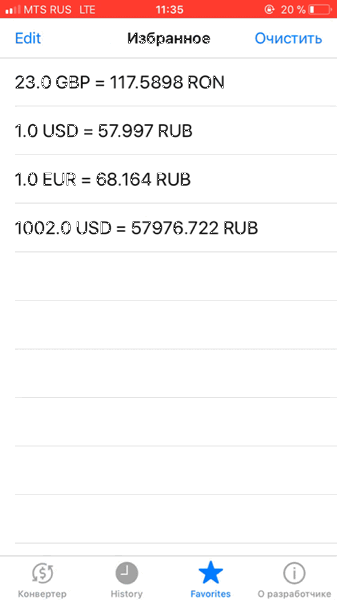 MTS RUS LTE 11:35 20 %
Edit Избранное Очистить
23.0 GBP = 117.5898 RON
1.0 USD = 57.997 RUB
1.0 EUR = 68.164 RUB
1002.0 USD = 57976.722 RUB
Конвертер History Favorites О разработчике